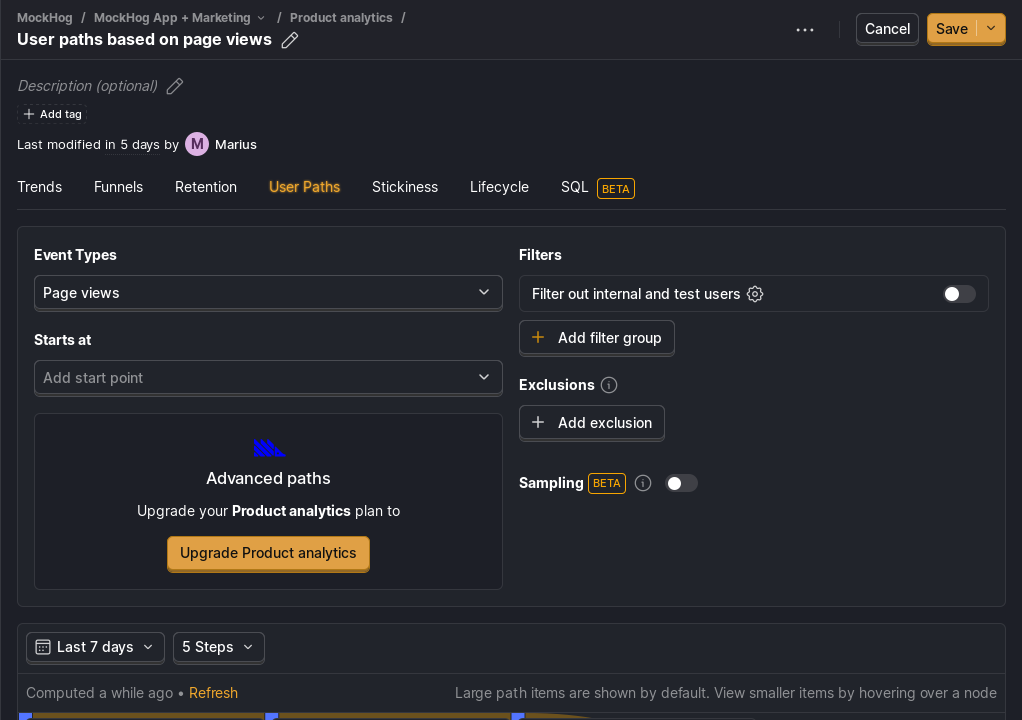 MockHog / MockHog App + Marketing / Product analytics /
User paths based on page views
Cancel
Save
Description (optional)
Add tag
Last modified in 5 days by M Marius
Trends Funnels Retention User Paths Stickiness Lifecycle SQL BETA
Event Types
Page views
Starts at
Add start point
Advanced paths
Upgrade your Product analytics plan to
Upgrade Product analytics
Filters
Filter out internal and test users
Add filter group
Exclusions
Add exclusion
Sampling BETA
Last 7 days
5 Steps
Computed a while ago • Refresh
Large path items are shown by default. View smaller items by hovering over a node